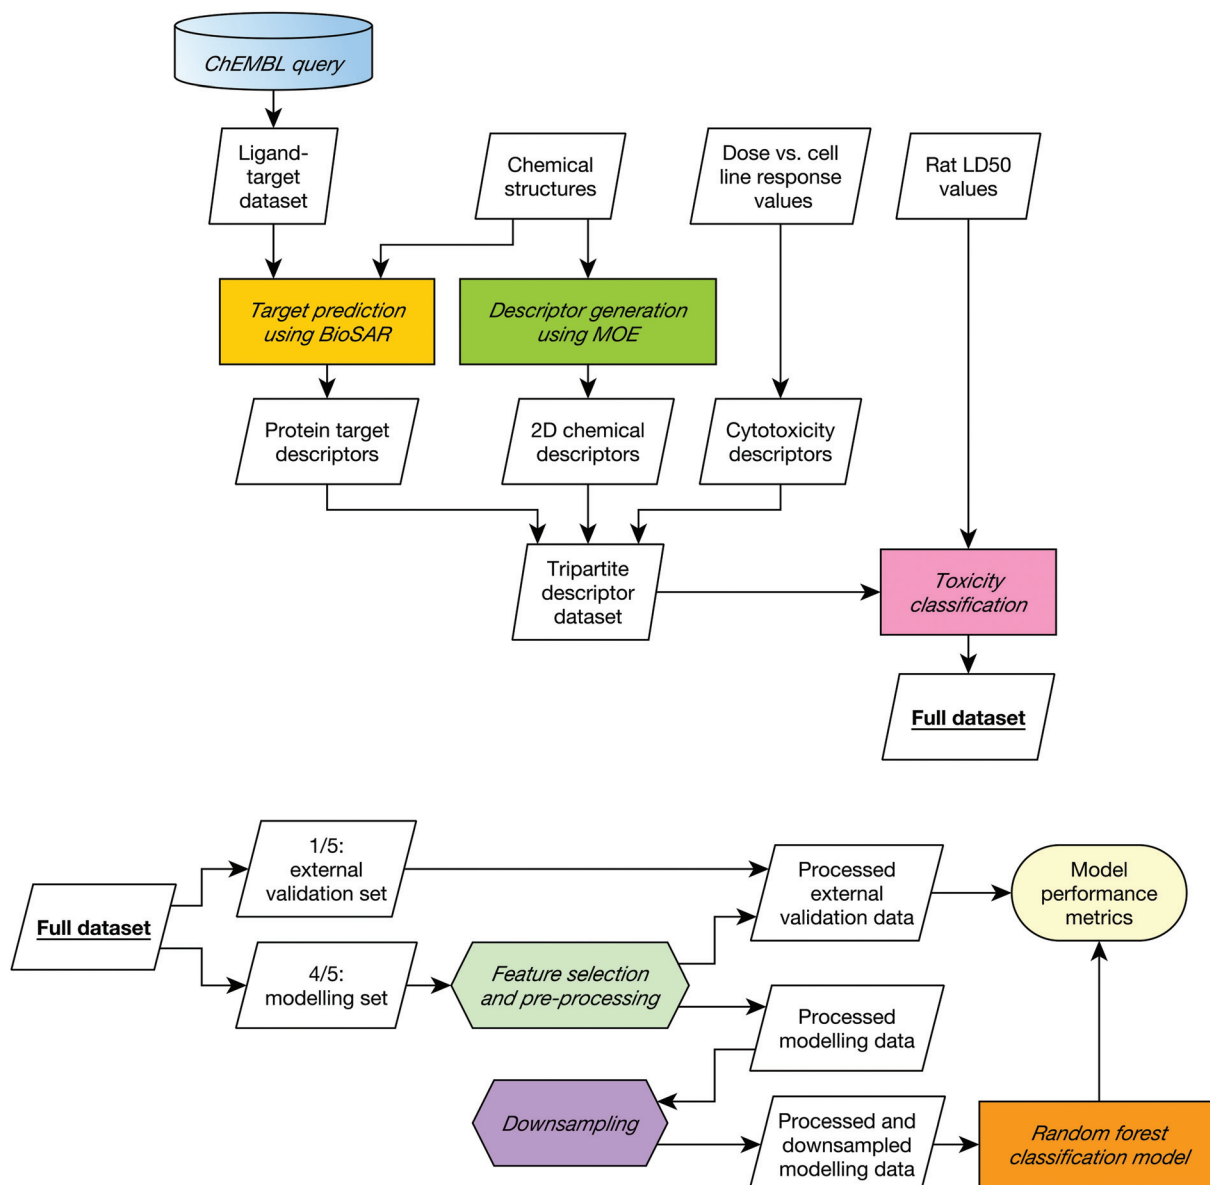 ChEMBL query
Ligand-
target
dataset
Chemical
structures
Dose vs. cell
line response
values
Rat LD50
values
Target prediction
using BioSAR
Descriptor generation
using MOE
Protein target
descriptors
2D chemical
descriptors
Cytotoxicity
descriptors
Tripartite
descriptor
dataset
Toxicity
classification
Full dataset
Full dataset
1/5:
external
validation set
4/5:
modelling set
Feature selection
and pre-processing
Processed
external
validation data
Model
performance
metrics
Processed
modelling data
Downsampling
Processed and
downsampled
modelling data
Random forest
classification model